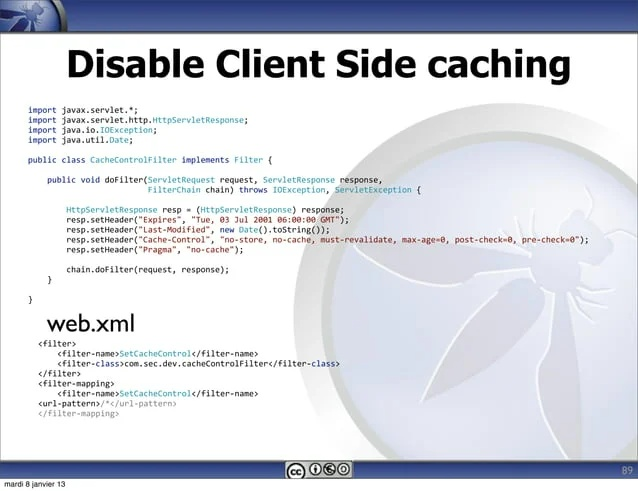 Disable Client Side caching
import javax.servlet.*;
import javax.servlet.http.HttpServletResponse;
import java.io.IOException;
import java.util.Date;
public class CacheControlFilter implements Filter {
public void doFilter(ServletRequest request, ServletResponse response,
FilterChain chain) throws IOException, ServletException {
HttpServletResponse resp = (HttpServletResponse) response;
resp.setHeader("Expires", "Tue, 03 Jul 2001 06:00:00 GMT");
resp.setHeader("Last-Modified", new Date().toString());
resp.setHeader("Cache-Control", "no-store, no-cache, must-revalidate, max-age=0, post-check=0, pre-check=0");
resp.setHeader("Pragma", "no-cache");
chain.doFilter(request, response);
}
}
web.xml
<filter>
<filter-name>SetCacheControl</filter-name>
<filter-class>com.sec.dev.cacheControlFilter</filter-class>
</filter>
<filter-mapping>
<filter-name>SetCacheControl</filter-name>
<url-pattern>/*</url-pattern>
</filter-mapping>
89
mardi 8 janvier 13